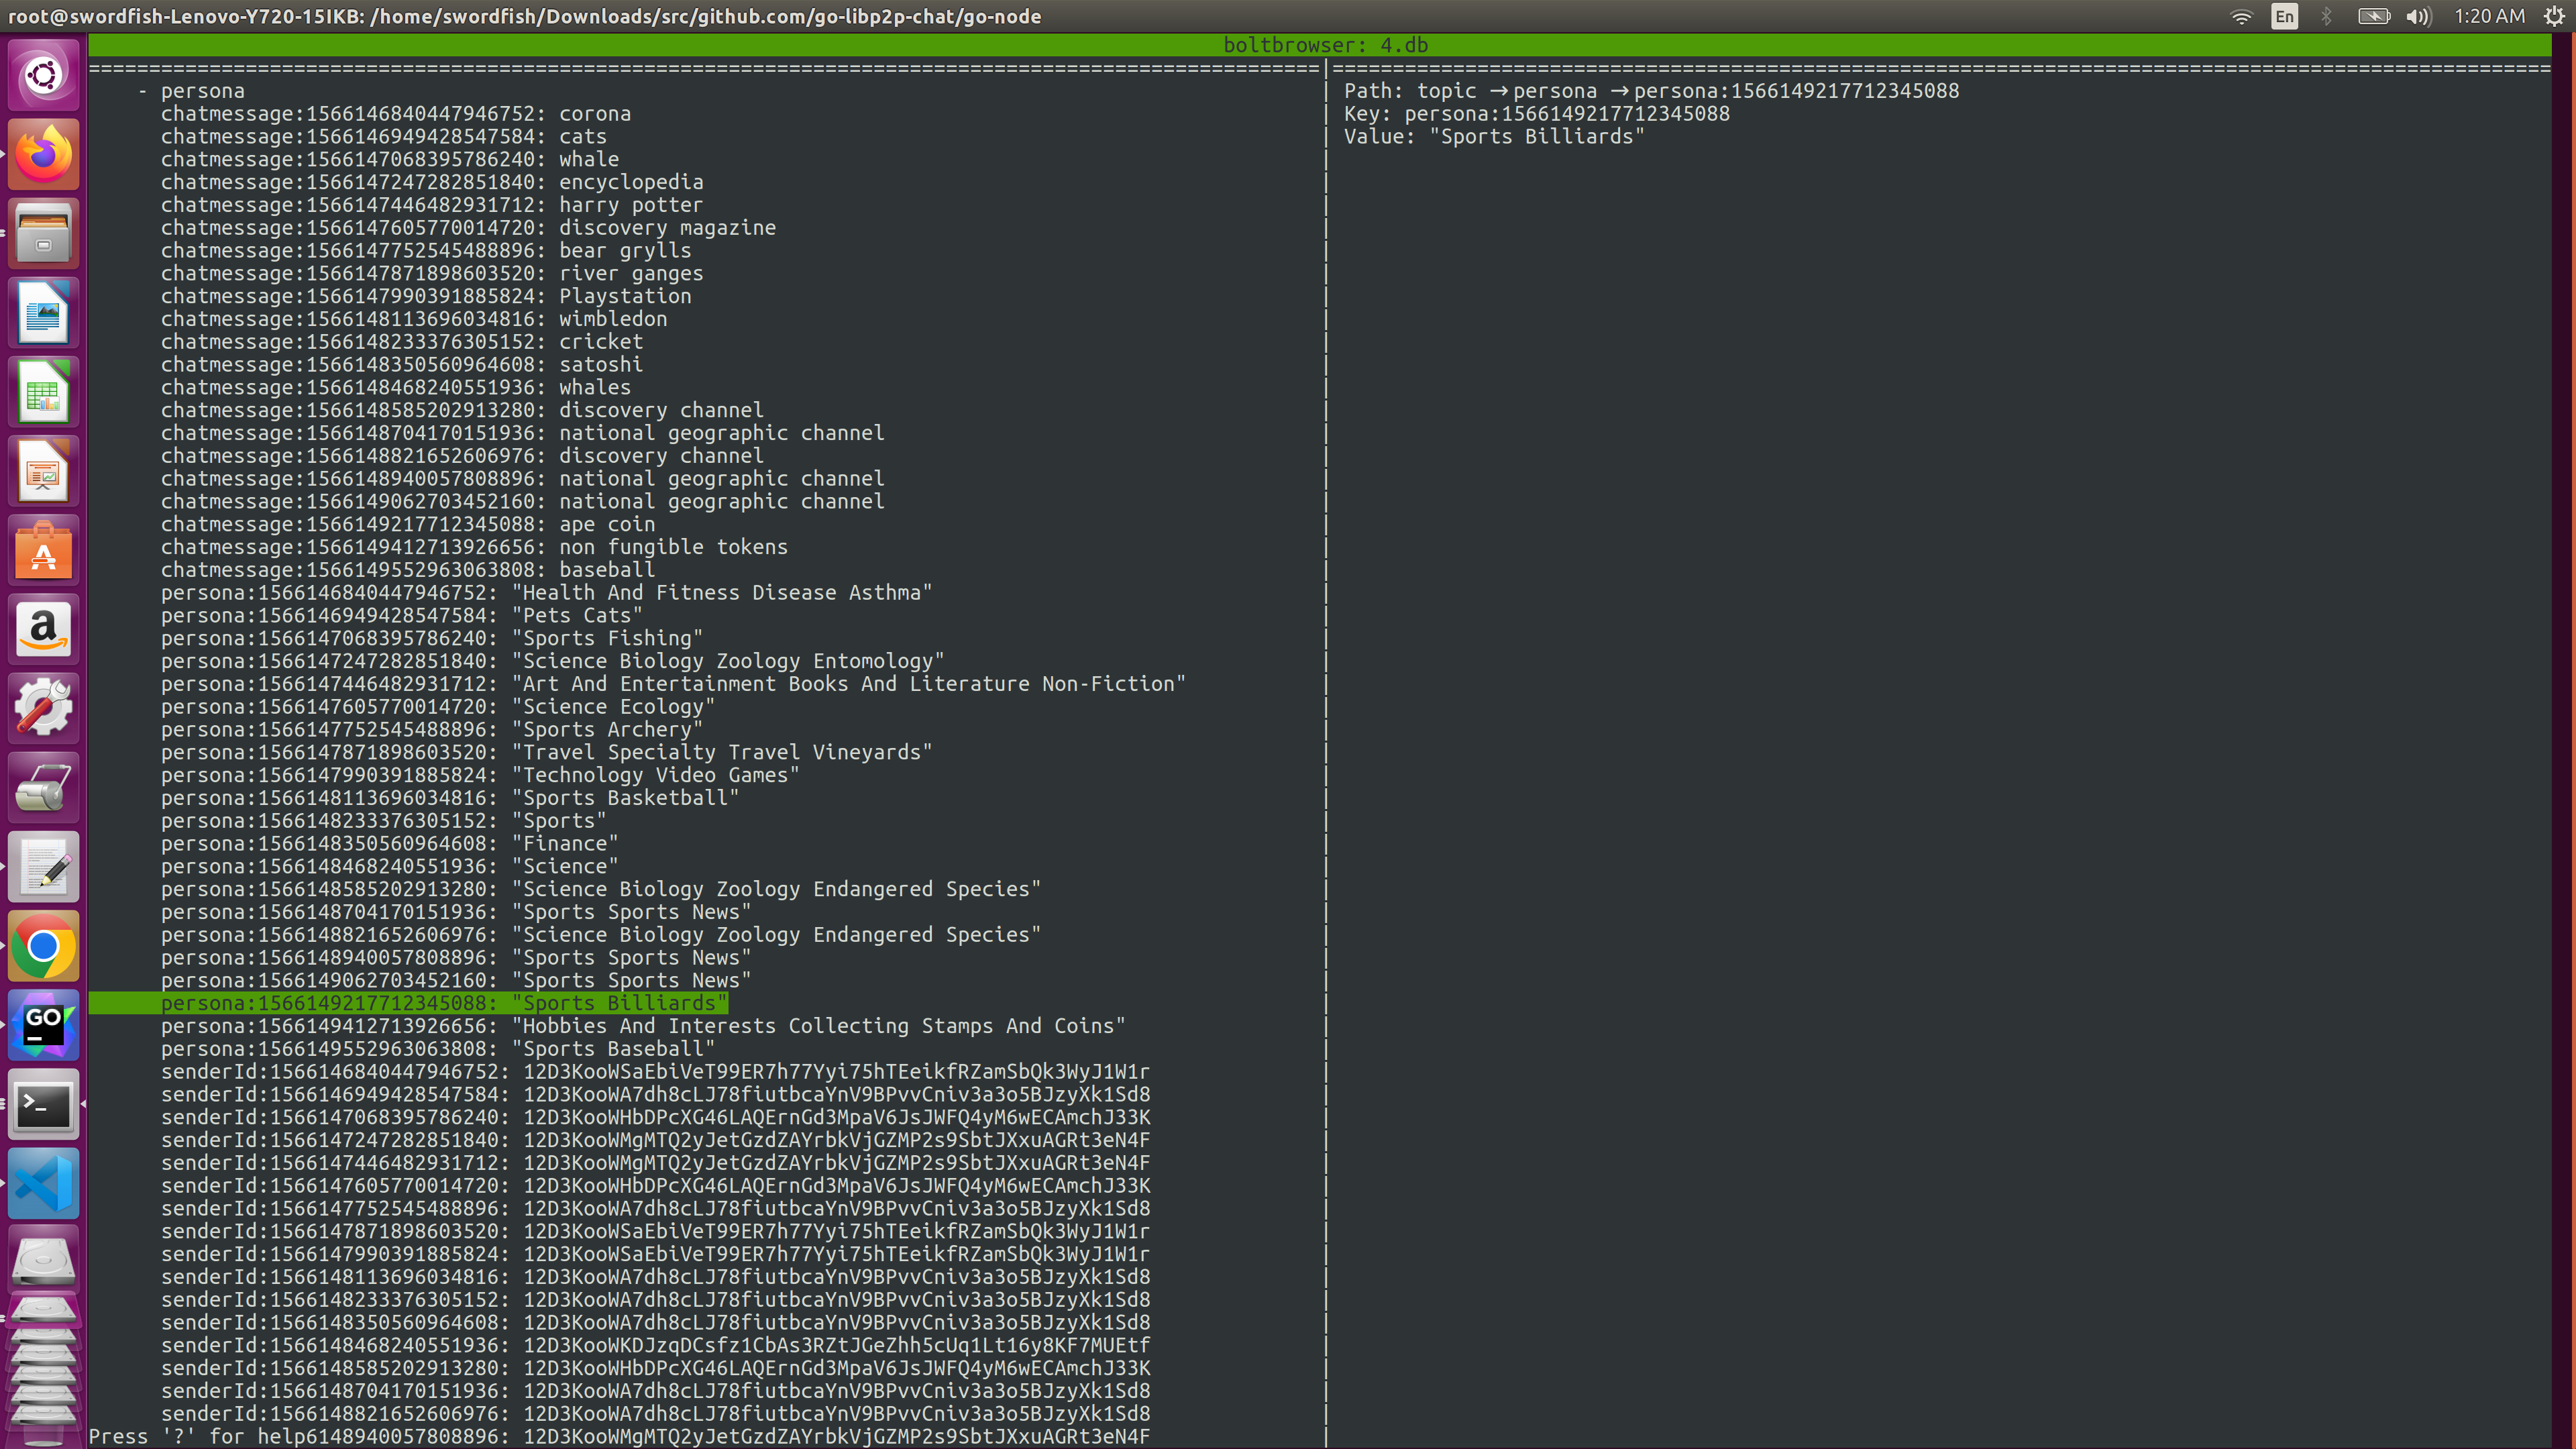 root@swordfish-Lenovo-Y720-15IKB: /home/swordfish/Downloads/src/github.com/go-libp2p-chat/go-node
En
1:20 AM
boltbrowser: 4.db
- persona
chatmessage:1566146840447946752: corona
chatmessage:1566146949428547584: cats
chatmessage:1566147068395786240: whale
chatmessage:1566147247282851840: encyclopedia
chatmessage:1566147446482931712: harry potter
chatmessage:1566147605770014720: discovery magazine
chatmessage:1566147752545488896: bear grylls
chatmessage:1566147871898603520: river ganges
chatmessage:1566147990391885824: Playstation
chatmessage:1566148113696034816: wimbledon
chatmessage:1566148233376305152: cricket
chatmessage:1566148350560964608: satoshi
chatmessage:1566148468240551936: whales
chatmessage:1566148585202913280: discovery channel
chatmessage:1566148704170151936: national geographic channel
chatmessage:1566148821652606976: discovery channel
chatmessage:1566148940057808896: national geographic channel
chatmessage:1566149062703452160: national geographic channel
chatmessage:1566149217712345088: ape coin
chatmessage:1566149412713926656: non fungible tokens
chatmessage:1566149552963063808: baseball
persona:1566146840447946752: "Health And Fitness Disease Asthma"
persona:1566146949428547584: "Pets Cats"
persona:1566147068395786240: "Sports Fishing"
persona:1566147247282851840: "Science Biology Zoology Entomology"
persona:1566147446482931712: "Art And Entertainment Books And Literature Non-Fiction"
persona:1566147605770014720: "Science Ecology"
persona:1566147752545488896: "Sports Archery"
persona:1566147871898603520: "Travel Specialty Travel Vineyards"
persona:1566147990391885824: "Technology Video Games"
persona:1566148113696034816: "Sports Basketball"
persona:1566148233376305152: "Sports"
persona:1566148350560964608: "Finance"
persona:1566148468240551936: "Science"
persona:1566148585202913280: "Science Biology Zoology Endangered Species"
persona:1566148704170151936: "Sports Sports News"
persona:1566148821652606976: "Science Biology Zoology Endangered Species"
persona:1566148940057808896: "Sports Sports News"
persona:1566149062703452160: "Sports Sports News"
persona:1566149217712345088: "Sports Billiards"
persona:1566149412713926656: "Hobbies And Interests Collecting Stamps And Coins"
persona:1566149552963063808: "Sports Baseball"
senderId:1566146840447946752: 12D3KooWSaEbiVeT99ER7h77Yyi75hTEeikfRZamSbQk3WyJ1W1r
senderId:1566146949428547584: 12D3KooWA7dh8cLJ78fiutbcaYnV9BPvvCniv3a3o5BJzyXk1Sd8
senderId:1566147068395786240: 12D3KooWHbDPcXG46LAQErnGd3MpaV6JsJWFQ4yM6wECAmchJ33K
senderId:1566147247282851840: 12D3KooWMgMTQ2yJetGzdZAYrbkVjGZMP2s9SbtJXxuAGRt3eN4F
senderId:1566147446482931712: 12D3KooWMgMTQ2yJetGzdZAYrbkVjGZMP2s9SbtJXxuAGRt3eN4F
senderId:1566147605770014720: 12D3KooWHbDPcXG46LAQErnGd3MpaV6JsJWFQ4yM6wECAmchJ33K
senderId:1566147752545488896: 12D3KooWA7dh8cLJ78fiutbcaYnV9BPvvCniv3a3o5BJzyXk1Sd8
senderId:1566147871898603520: 12D3KooWSaEbiVeT99ER7h77Yyi75hTEeikfRZamSbQk3WyJ1W1r
senderId:1566147990391885824: 12D3KooWSaEbiVeT99ER7h77Yyi75hTEeikfRZamSbQk3WyJ1W1r
senderId:1566148113696034816: 12D3KooWA7dh8cLJ78fiutbcaYnV9BPvvCniv3a3o5BJzyXk1Sd8
senderId:1566148233376305152: 12D3KooWA7dh8cLJ78fiutbcaYnV9BPvvCniv3a3o5BJzyXk1Sd8
senderId:1566148350560964608: 12D3KooWA7dh8cLJ78fiutbcaYnV9BPvvCniv3a3o5BJzyXk1Sd8
senderId:1566148468240551936: 12D3KooWKDJzqDCsfz1CbAs3RZtJGeZhh5cUq1Lt16y8KF7MUEtf
senderId:1566148585202913280: 12D3KooWHbDPcXG46LAQErnGd3MpaV6JsJWFQ4yM6wECAmchJ33K
senderId:1566148704170151936: 12D3KooWA7dh8cLJ78fiutbcaYnV9BPvvCniv3a3o5BJzyXk1Sd8
senderId:1566148821652606976: 12D3KooWA7dh8cLJ78fiutbcaYnV9BPvvCniv3a3o5BJzyXk1Sd8
Press '?' for help6148940057808896: 12D3KooWMgMTQ2yJetGzdZAYrbkVjGZMP2s9SbtJXxuAGRt3eN4F
Path: topic →persona →persona:1566149217712345088
Key: persona:1566149217712345088
Value: "Sports Billiards"
A
a
GO
>_